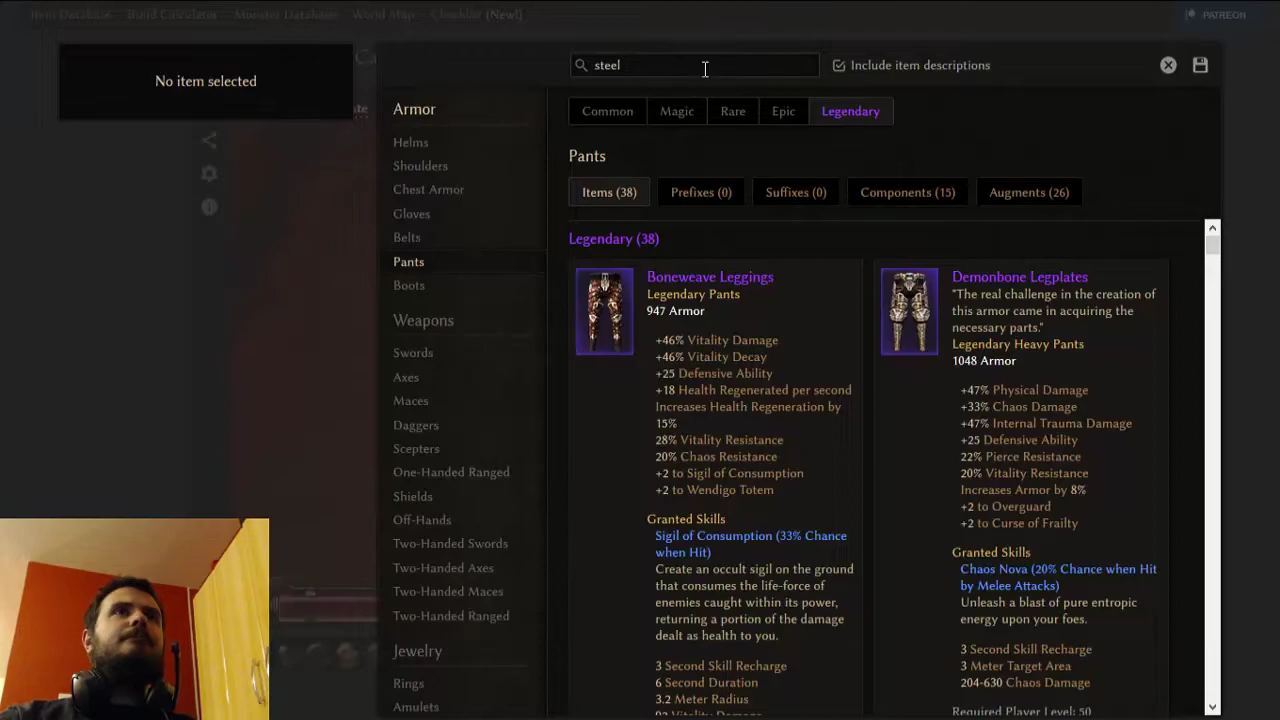 Item Database Build Calculator Monster Database World Map Checklist (New!)
PATREON
No item selected
steel
Include item descriptions
Armor
Helms
Shoulders
Chest Armor
Gloves
Belts
Pants
Boots
Weapons
Swords
Axes
Maces
Daggers
Scepters
One-Handed Ranged
Shields
Off-Hands
Two-Handed Swords
Two-Handed Axes
Two-Handed Maces
Two-Handed Ranged
Jewelry
Rings
Amulets
Common Magic Rare Epic Legendary
Pants
Items (38) Prefixes (0) Suffixes (0) Components (15) Augments (26)
Legendary (38)
Boneweave Leggings
Legendary Pants
947 Armor
+46% Vitality Damage
+46% Vitality Decay
+25 Defensive Ability
+18 Health Regenerated per second
Increases Health Regeneration by
15%
28% Vitality Resistance
20% Chaos Resistance
+2 to Sigil of Consumption
+2 to Wendigo Totem
Granted Skills
Sigil of Consumption (33% Chance
when Hit)
Create an occult sigil on the ground
that consumes the life-force of
enemies caught within its power,
returning a portion of the damage
dealt as health to you.
3 Second Skill Recharge
6 Second Duration
3.2 Meter Radius
Vitality Damage
Demonbone Legplates
"The real challenge in the creation of
this armor came in acquiring the
necessary parts."
Legendary Heavy Pants
1048 Armor
+47% Physical Damage
+33% Chaos Damage
+47% Internal Trauma Damage
+25 Defensive Ability
22% Pierce Resistance
20% Vitality Resistance
Increases Armor by 8%
+2 to Overguard
+2 to Curse of Frailty
Granted Skills
Chaos Nova (20% Chance when Hit
by Melee Attacks)
Unleash a blast of pure entropic
energy upon your foes.
3 Second Skill Recharge
3 Meter Target Area
204-630 Chaos Damage
Required Player Level: 50